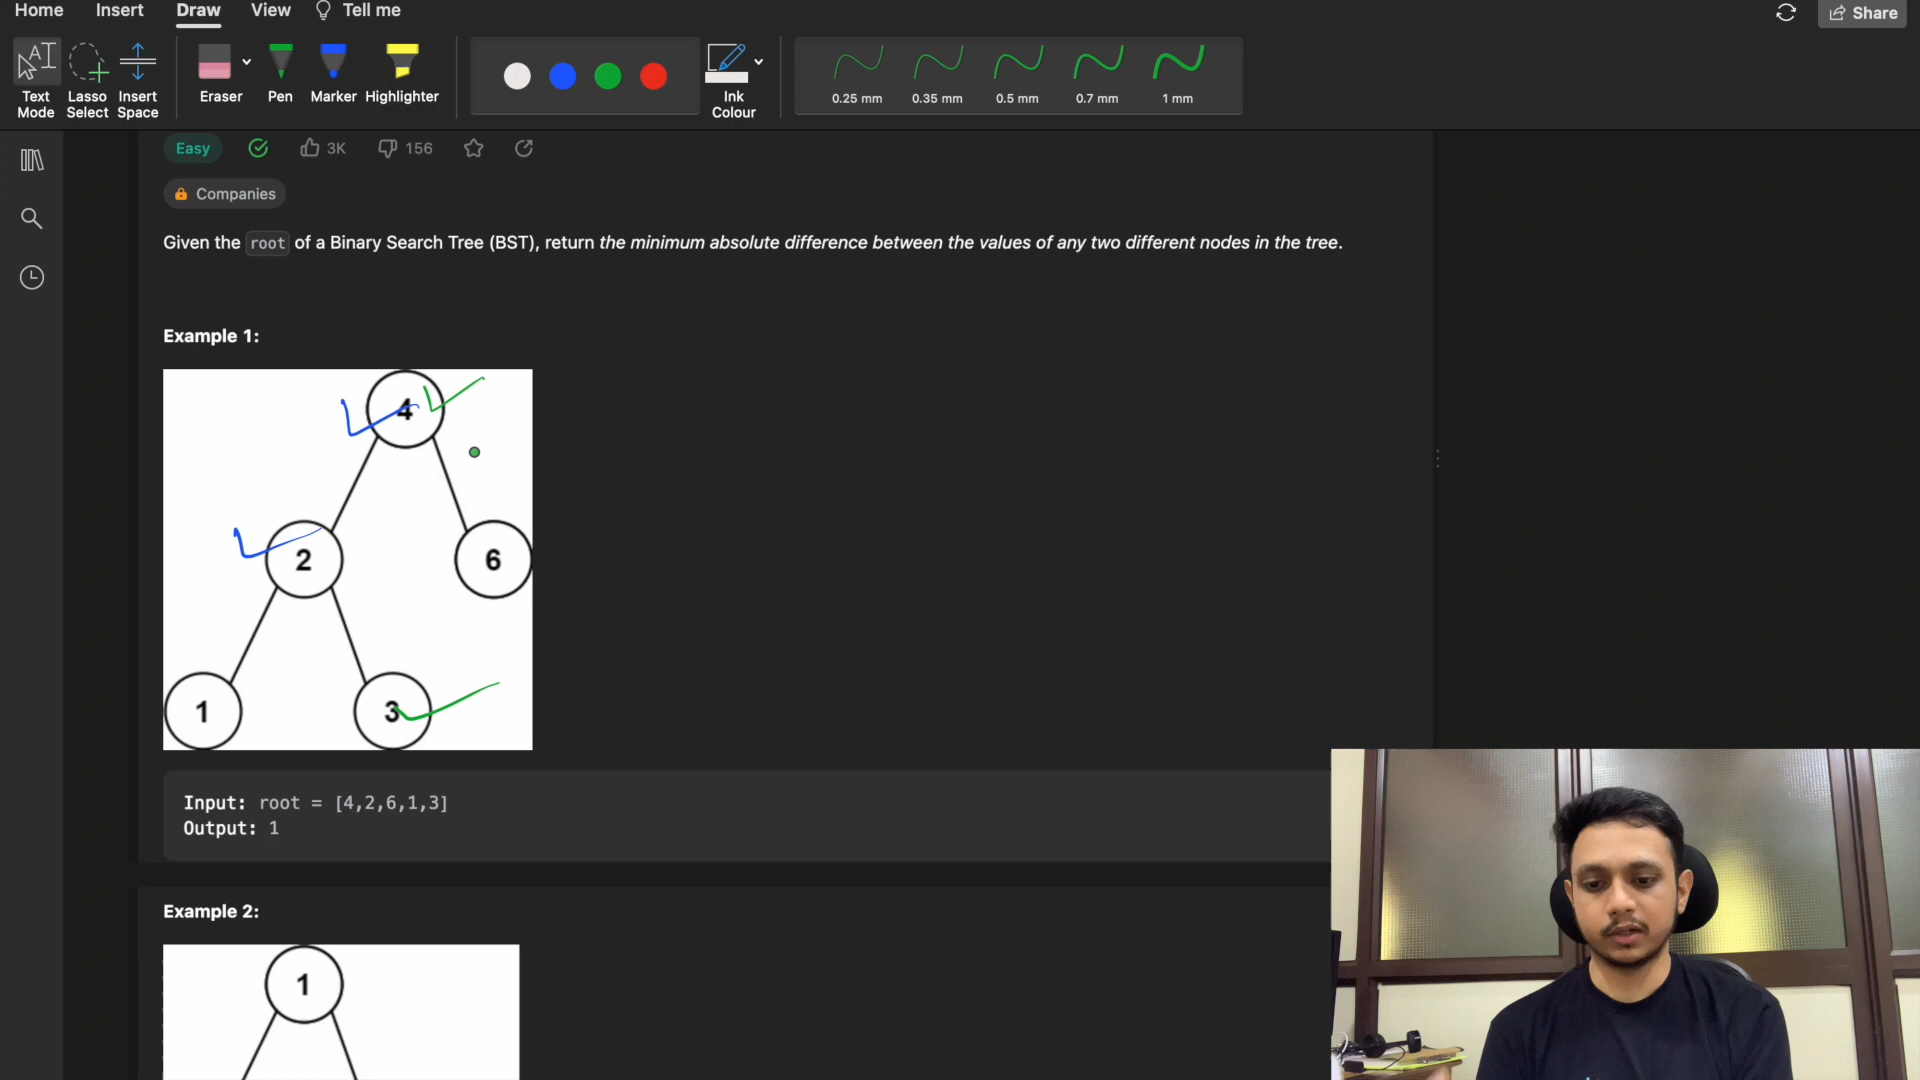 Home Insert Draw View Tell me Share
Text Mode
Lasso Select
Insert Space
Eraser
Pen
Marker
Highlighter
Ink Colour
0.25 mm
0.35 mm
0.5 mm
0.7 mm
1 mm
Easy 3K 156
Companies
Given the root of a Binary Search Tree (BST), return the minimum absolute difference between the values of any two different nodes in the tree.
Example 1:
4
2 6
1 3
Input: root = [4,2,6,1,3]
Output: 1
Example 2:
1